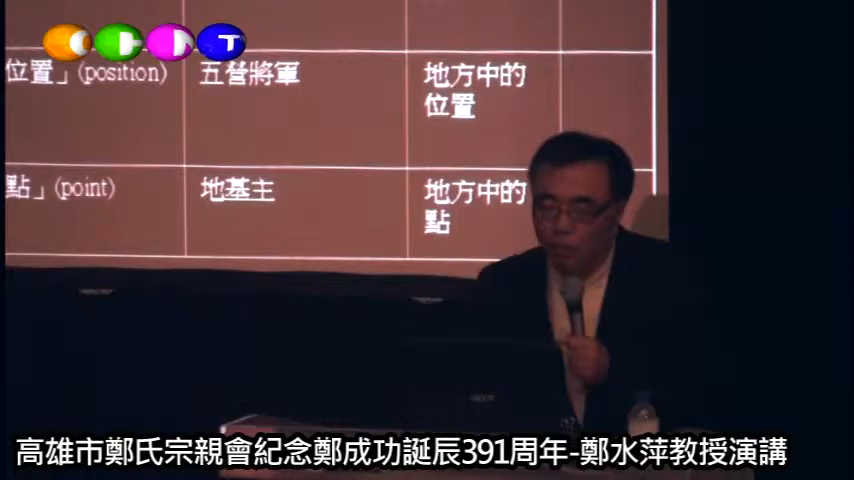 CHNT
位置」(position) 五營將軍 地方中的
位置
點」(point) 地基主 地方中的
點
高雄市鄭氏宗親會紀念鄭成功誕辰391周年-鄭水萍教授演講